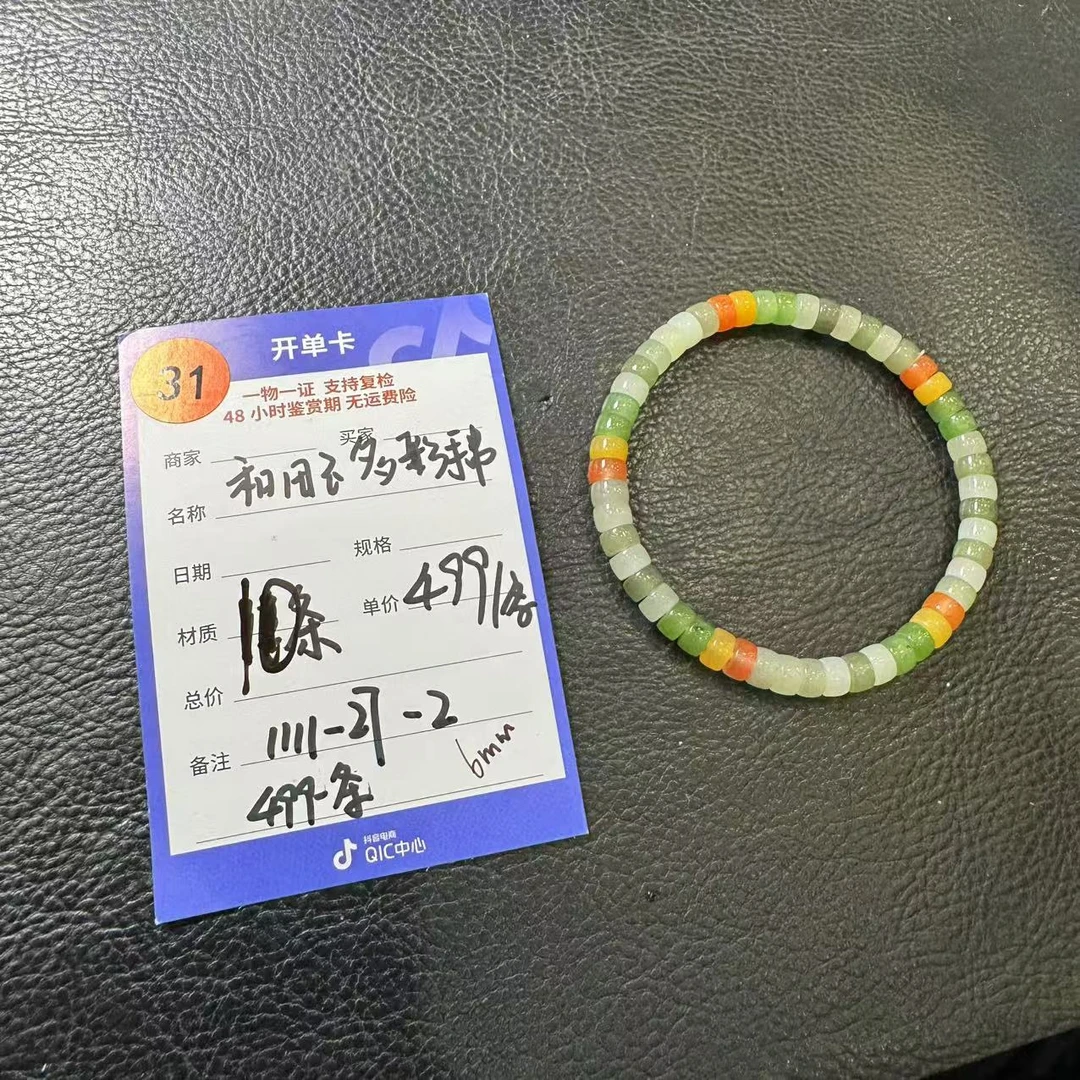 开单卡
31
一物一证 支持复检
48 小时鉴赏期 无运费险
商家 买家
名称 和田玉多彩
日期 规格
材质 条 单价 499/条
总价
备注 1111-27-2
6mm
499-条
抖音电商
QIC中心